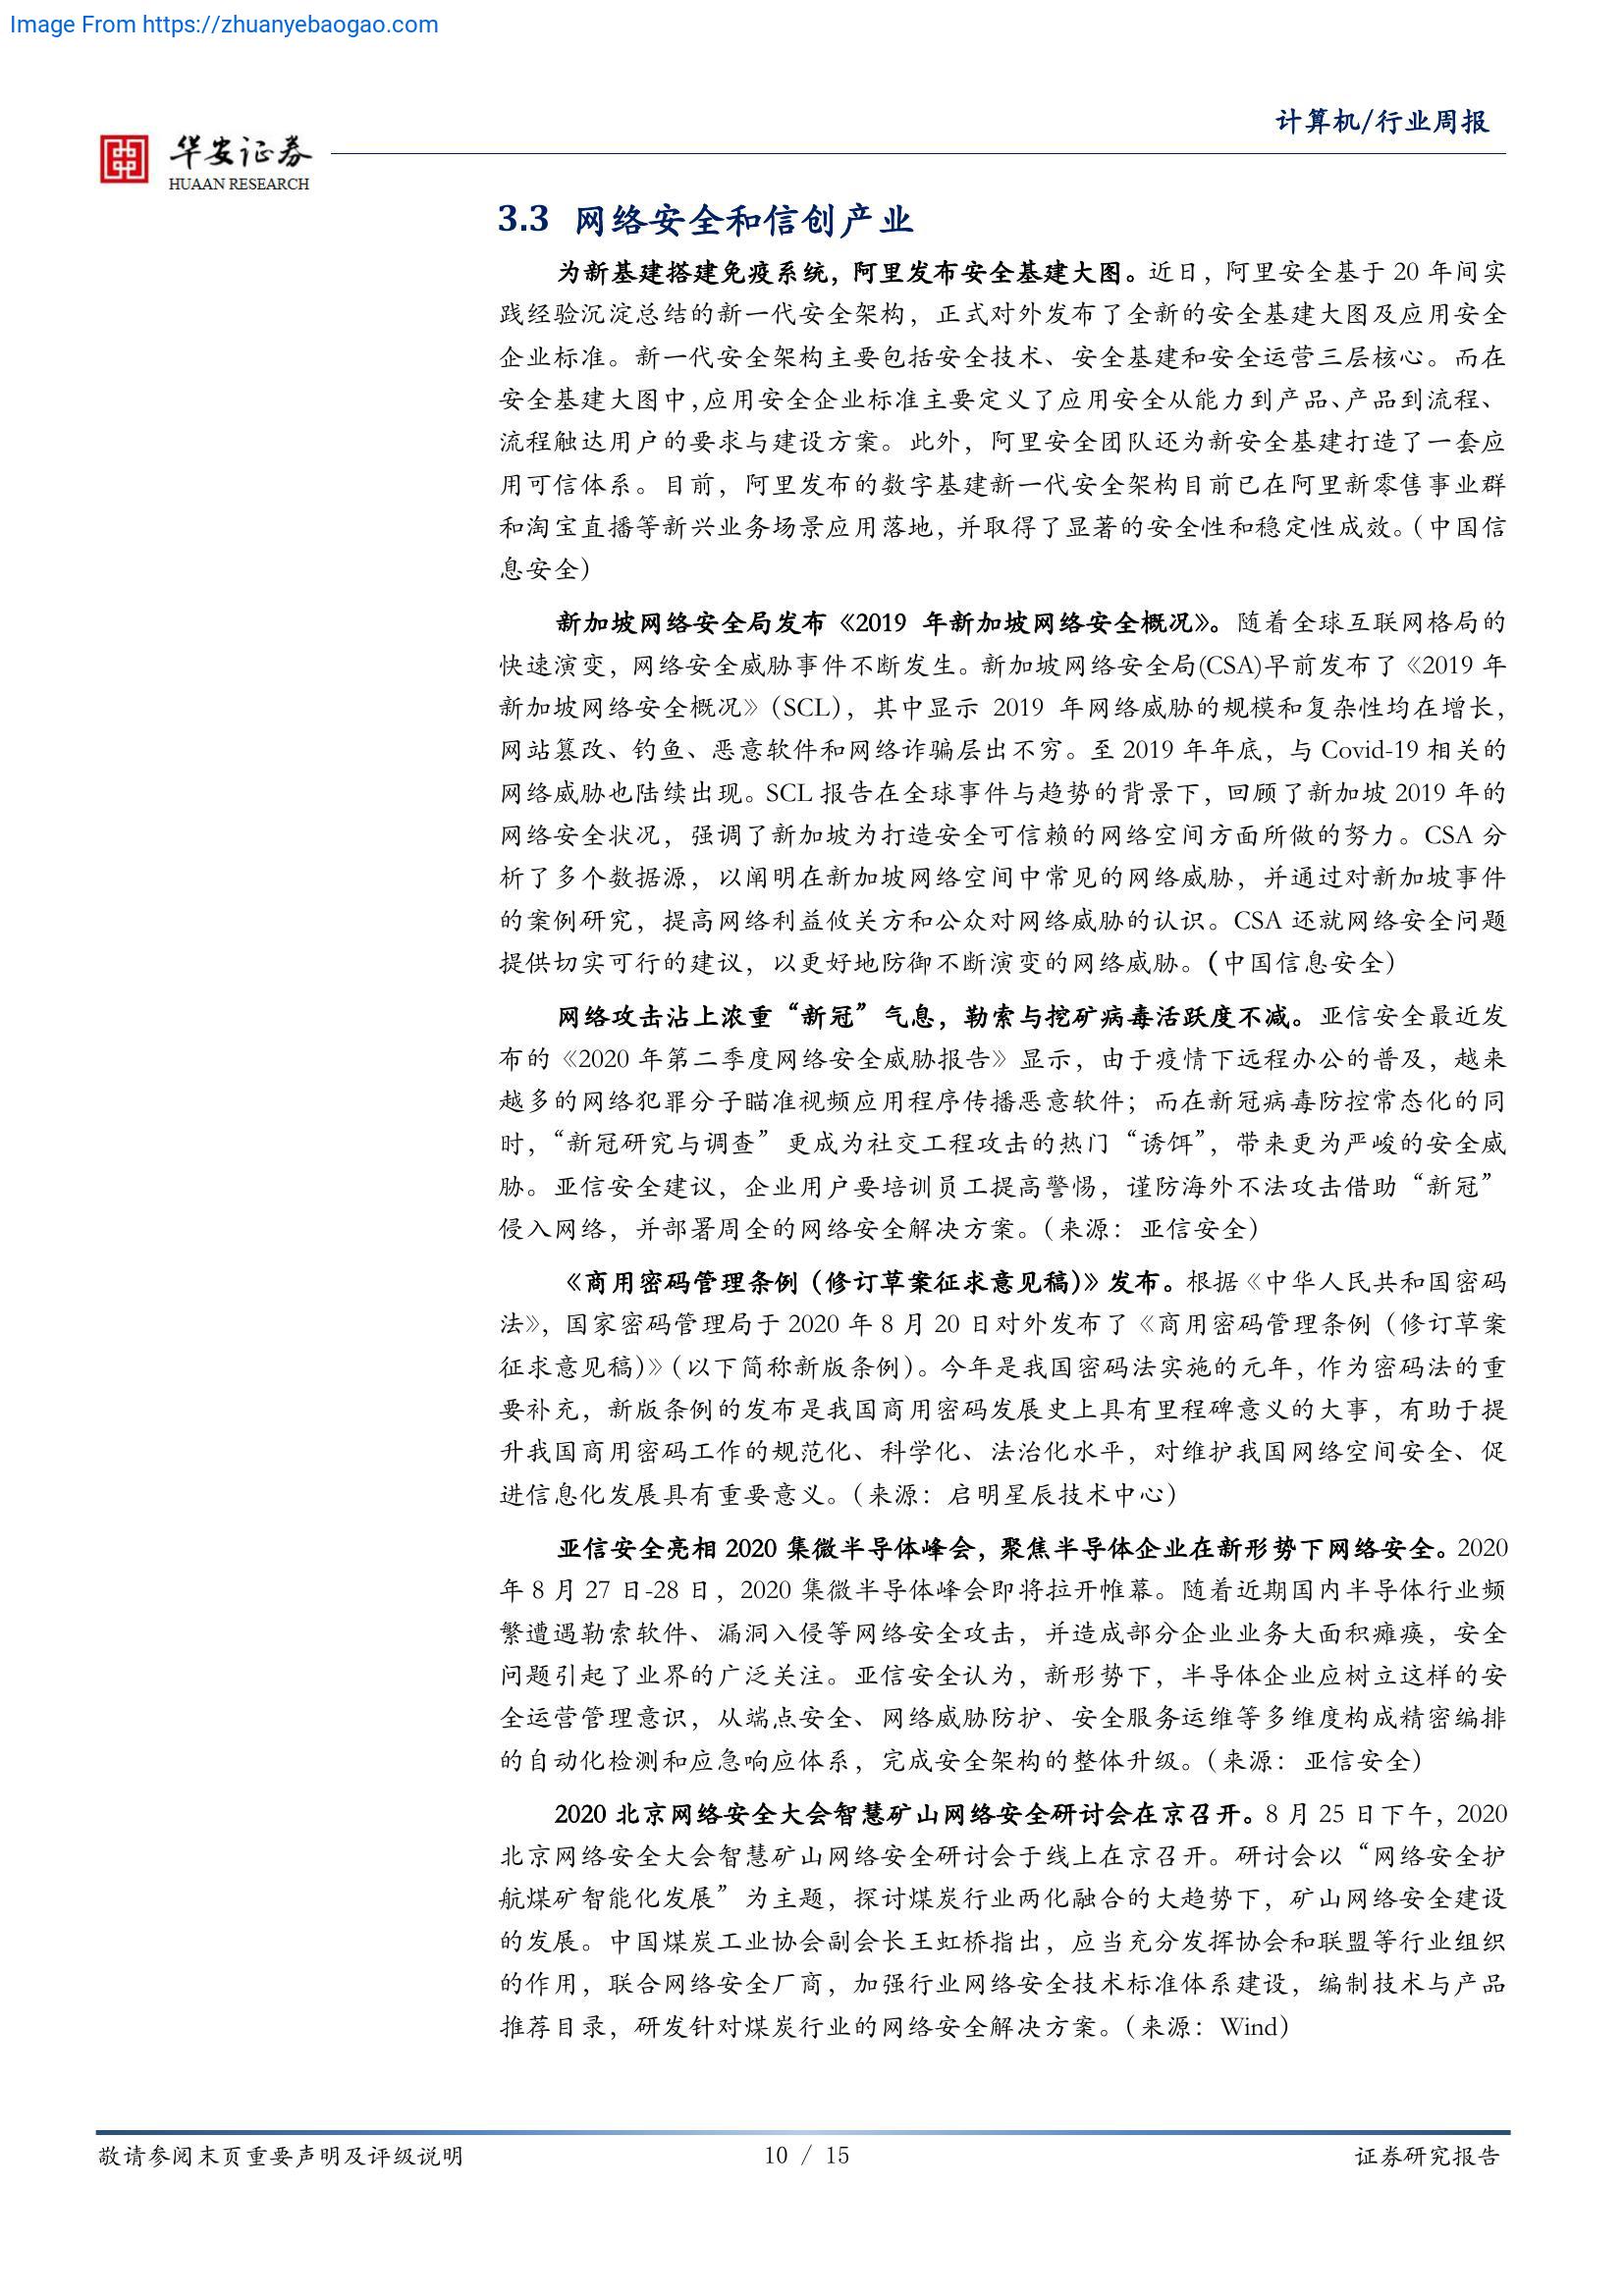 Image From https://zhuanyebaogao.com
计算机/行业周报
华安证券
HUAAN RESEARCH
3.3 网络安全和信创产业
为新基建搭建免疫系统，阿里发布安全基建大图。近日，阿里安全基于 20 年间实
践经验沉淀总结的新一代安全架构，正式对外发布了全新的安全基建大图及应用安全
企业标准。新一代安全架构主要包括安全技术、安全基建和安全运营三层核心。而在
安全基建大图中，应用安全企业标准主要定义了应用安全从能力到产品、产品到流程、
流程触达用户的要求与建设方案。此外，阿里安全团队还为新安全基建打造了一套应
用可信体系。目前，阿里发布的数字基建新一代安全架构目前已在阿里新零售事业群
和淘宝直播等新兴业务场景应用落地，并取得了显著的安全性和稳定性成效。（中国信
息安全）
新加坡网络安全局发布《2019 年新加坡网络安全概况》。随着全球互联网格局的
快速演变，网络安全威胁事件不断发生。新加坡网络安全局(CSA)早前发布了《2019 年
新加坡网络安全概况》（SCL），其中显示 2019 年网络威胁的规模和复杂性均在增长，
网站篡改、钓鱼、恶意软件和网络诈骗层出不穷。至 2019 年年底，与 Covid-19 相关的
网络威胁也陆续出现。SCL 报告在全球事件与趋势的背景下，回顾了新加坡 2019 年的
网络安全状况，强调了新加坡为打造安全可信赖的网络空间方面所做的努力。CSA 分
析了多个数据源，以阐明在新加坡网络空间中常见的网络威胁，并通过对新加坡事件
的案例研究，提高网络利益攸关方和公众对网络威胁的认识。CSA 还就网络安全问题
提供切实可行的建议，以更好地防御不断演变的网络威胁。（中国信息安全）
网络攻击沾上浓重“新冠”气息，勒索与挖矿病毒活跃度不减。亚信安全最近发
布的《2020 年第二季度网络安全威胁报告》显示，由于疫情下远程办公的普及，越来
越多的网络犯罪分子瞄准视频应用程序传播恶意软件；而在新冠病毒防控常态化的同
时，“新冠研究与调查”更成为社交工程攻击的热门“诱饵”，带来更为严峻的安全威
胁。亚信安全建议，企业用户要培训员工提高警惕，谨防海外不法攻击借助“新冠”
侵入网络，并部署周全的网络安全解决方案。（来源：亚信安全）
《商用密码管理条例（修订草案征求意见稿）》发布。根据《中华人民共和国密码
法》，国家密码管理局于 2020 年 8 月 20 日对外发布了《商用密码管理条例（修订草案
征求意见稿）》（以下简称新版条例）。今年是我国密码法实施的元年，作为密码法的重
要补充，新版条例的发布是我国商用密码发展史上具有里程碑意义的大事，有助于提
升我国商用密码工作的规范化、科学化、法治化水平，对维护我国网络空间安全、促
进信息化发展具有重要意义。（来源：启明星辰技术中心）
亚信安全亮相 2020 集微半导体峰会，聚焦半导体企业在新形势下网络安全。2020
年 8 月 27 日-28 日，2020 集微半导体峰会即将拉开帷幕。随着近期国内半导体行业频
繁遭遇勒索软件、漏洞入侵等网络安全攻击，并造成部分企业业务大面积瘫痪，安全
问题引起了业界的广泛关注。亚信安全认为，新形势下，半导体企业应树立这样的安
全运营管理意识，从端点安全、网络威胁防护、安全服务运维等多维度构成精密编排
的自动化检测和应急响应体系，完成安全架构的整体升级。（来源：亚信安全）
2020 北京网络安全大会智慧矿山网络安全研讨会在京召开。8 月 25 日下午，2020
北京网络安全大会智慧矿山网络安全研讨会于线上在京召开。研讨会以“网络安全护
航煤矿智能化发展”为主题，探讨煤炭行业两化融合的大趋势下，矿山网络安全建设
的发展。中国煤炭工业协会副会长王虹桥指出，应当充分发挥协会和联盟等行业组织
的作用，联合网络安全厂商，加强行业网络安全技术标准体系建设，编制技术与产品
推荐目录，研发针对煤炭行业的网络安全解决方案。（来源：Wind）
敬请参阅末页重要声明及评级说明
10 / 15
证券研究报告